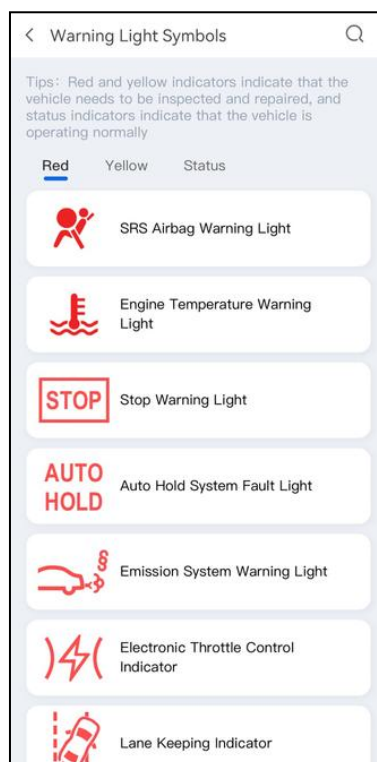 Warning Light Symbols
Tips: Red and yellow indicators indicate that the
vehicle needs to be inspected and repaired, and
status indicators indicate that the vehicle is
operating normally
Red Yellow Status
SRS Airbag Warning Light
Engine Temperature Warning
Light
STOP Stop Warning Light
AUTO
HOLD
Auto Hold System Fault Light
§ Emission System Warning Light
Electronic Throttle Control
Indicator
Lane Keeping Indicator